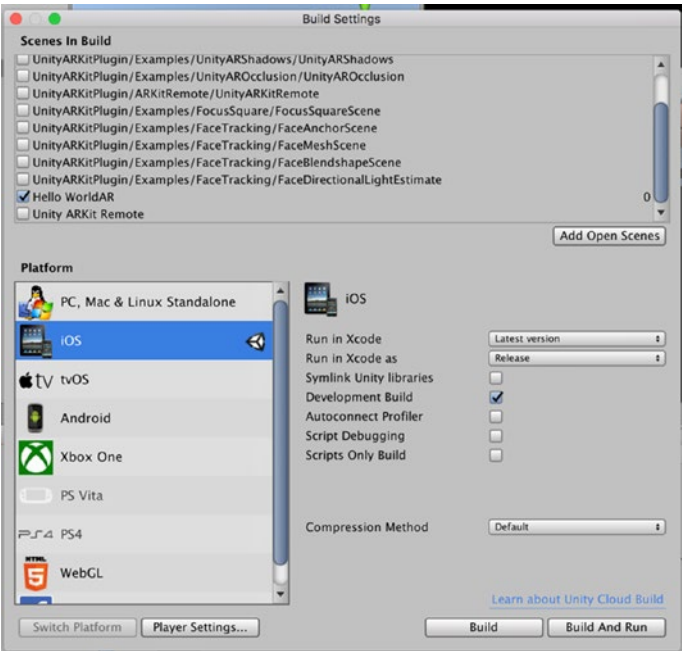 Build Settings
Scenes In Build
UnityARKitPlugin/Examples/UnityARShadows/UnityARShadows
UnityARKitPlugin/Examples/UnityAROcclusion/UnityAROcclusion
UnityARKitPlugin/ARKitRemote/UnityARKitRemote
UnityARKitPlugin/Examples/FocusSquare/FocusSquareScene
UnityARKitPlugin/Examples/FaceTracking/FaceAnchorScene
UnityARKitPlugin/Examples/FaceTracking/FaceMeshScene
UnityARKitPlugin/Examples/FaceTracking/FaceBlendshapeScene
UnityARKitPlugin/Examples/FaceTracking/FaceDirectionalLightEstimate
Hello WorldAR 0
Unity ARKit Remote
Add Open Scenes
Platform
PC, Mac & Linux Standalone
iOS
tv tvOS
Android
Xbox One
PS Vita
PS4 PS4
HTML
5 WebGL
iOS
Run in Xcode Latest version
Run in Xcode as Release
Symlink Unity libraries
Development Build
Autoconnect Profiler
Script Debugging
Scripts Only Build
Compression Method Default
Learn about Unity Cloud Build
Switch Platform Player Settings... Build Build And Run